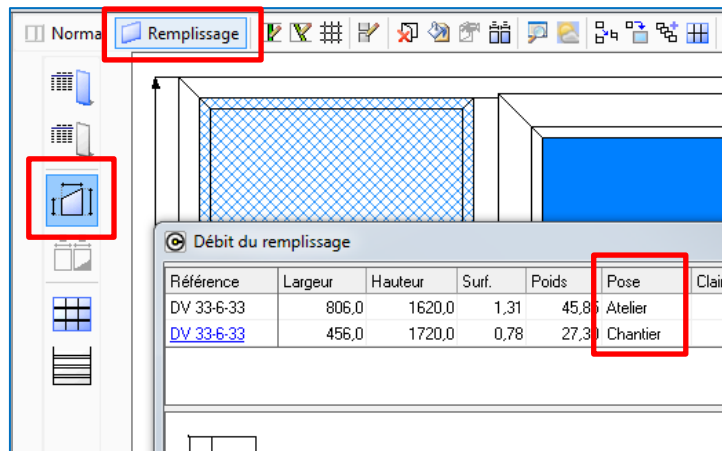 Norma Remplissage
Débit du remplissage
Référence Largeur Hauteur Surf. Poids Pose Clai
DV 33-6-33 806,0 1620,0 1,31 45,85 Atelier
DV 33-6-33 456,0 1720,0 0,78 27,30 Chantier